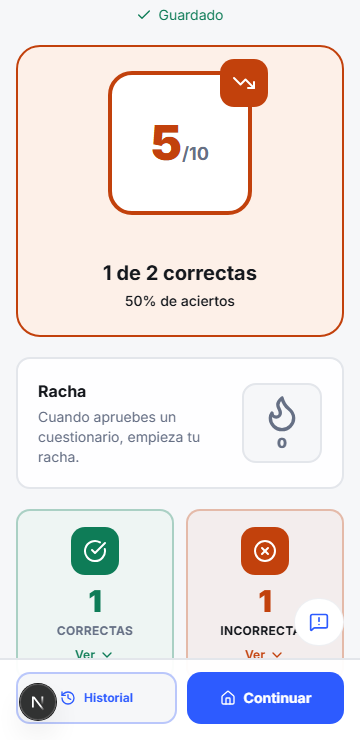 Guardado
5/10
1 de 2 correctas
50% de aciertos
Racha
Cuando apruebes un
cuestionario, empieza tu
racha.
0
1
CORRECTAS
Ver
1
INCORRECTA
Ver
N
Historial
Continuar